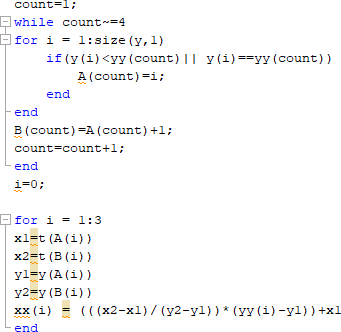 count=1;
while count~=4
for i = 1:size(y,1)
if(y(i)<yy(count)|| y(i)==yy(count))
A(count)=i;
end
end
B(count)=A(count)+1;
count=count+1;
end
i=0;
for i = 1:3
x1=t(A(i))
x2=t(B(i))
y1=y(A(i))
y2=y(B(i))
xx(i) = (((x2-x1)/(y2-y1))*(yy(i)-y1))+x1
end